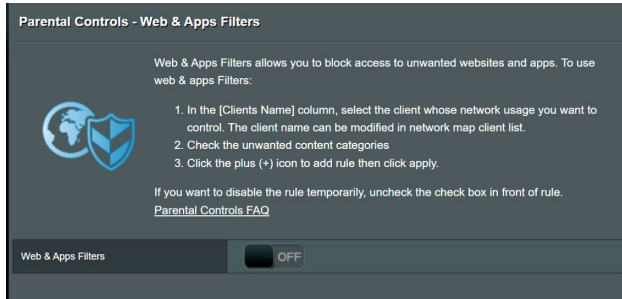 Parental Controls - Web & Apps Filters
Web & Apps Filters allows you to block access to unwanted websites and apps. To use
web & apps Filters:
1. In the [Clients Name] column, select the client whose network usage you want to
control. The client name can be modified in network map client list.
2. Check the unwanted content categories
3. Click the plus (+) icon to add rule then click apply.
If you want to disable the rule temporarily, uncheck the check box in front of rule.
Parental Controls FAQ
Web & Apps Filters
OFF